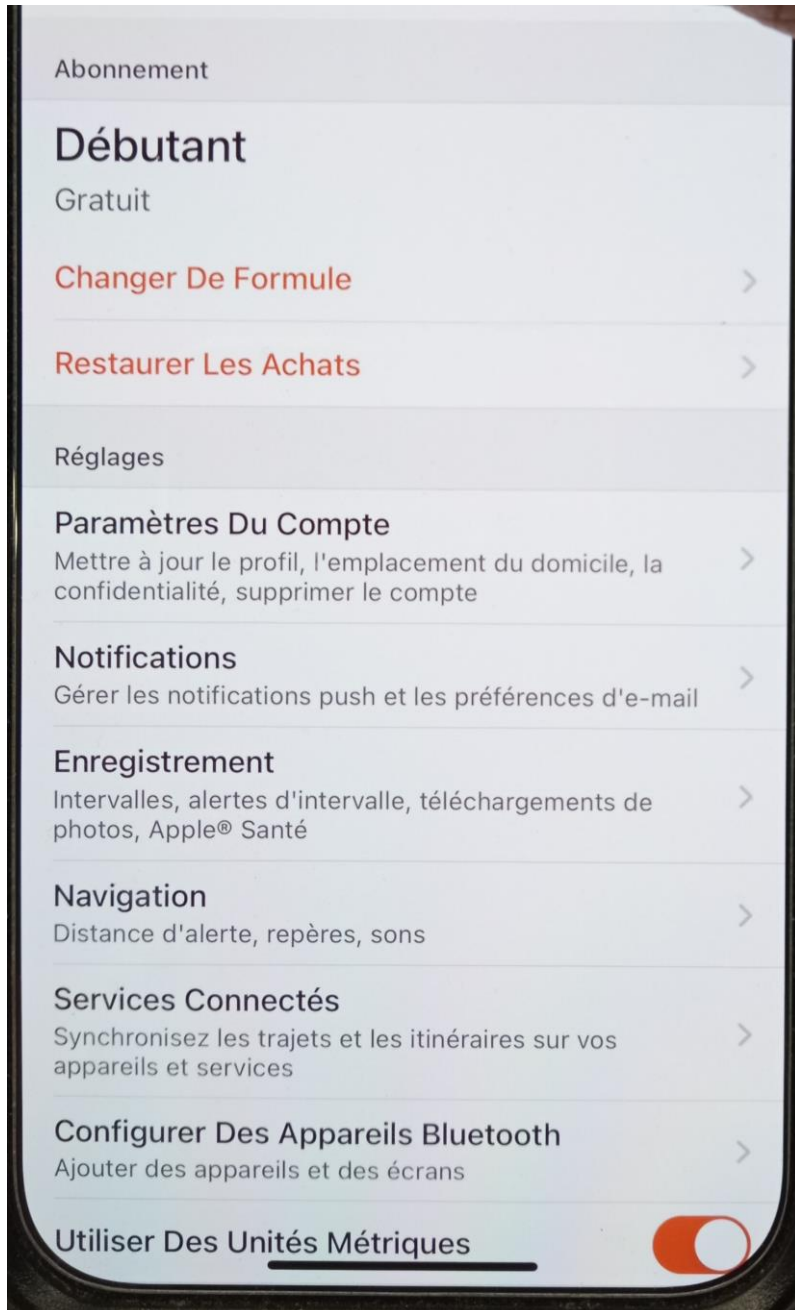 Abonnement
Débutant
Gratuit
Changer De Formule
Restaurer Les Achats
Réglages
Paramètres Du Compte
Mettre à jour le profil, l'emplacement du domicile, la
confidentialité, supprimer le compte
Notifications
Gérer les notifications push et les préférences d'e-mail
Enregistrement
Intervalles, alertes d'intervalle, téléchargements de
photos, Apple® Santé
Navigation
Distance d'alerte, repères, sons
Services Connectés
Synchronisez les trajets et les itinéraires sur vos
appareils et services
Configurer Des Appareils Bluetooth
Ajouter des appareils et des écrans
Utiliser Des Unités Métriques